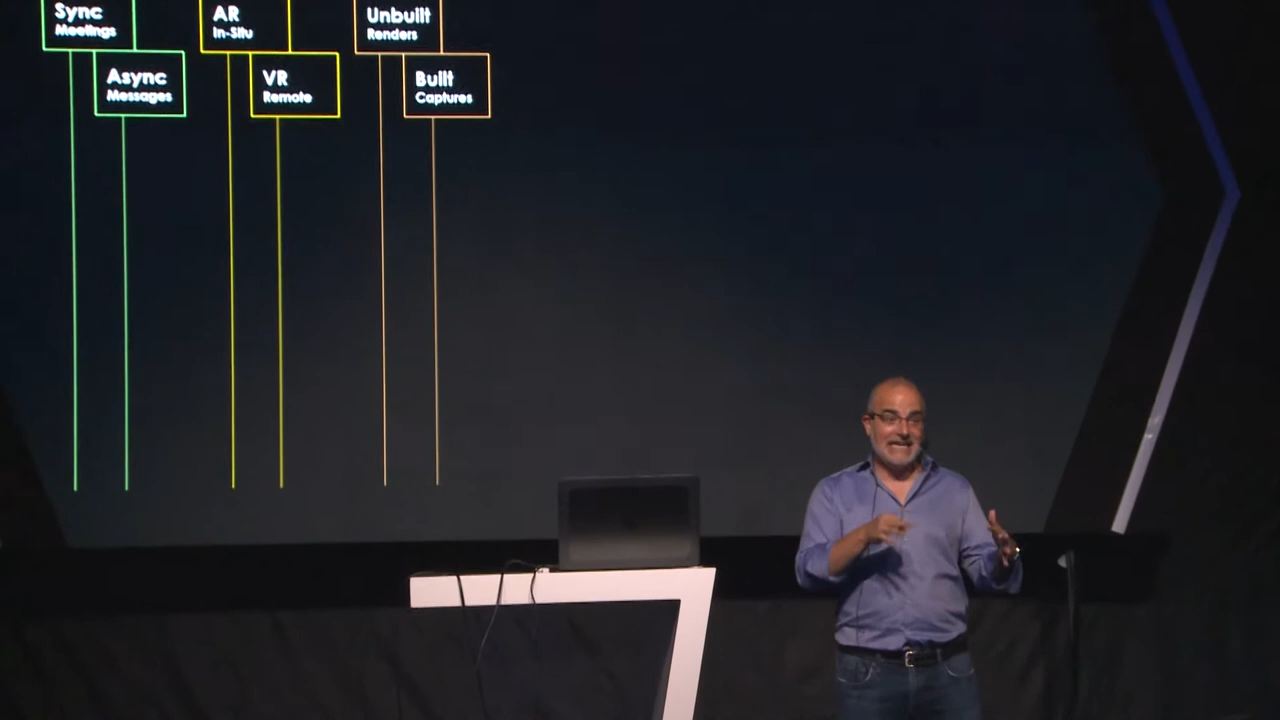 Sync
Meetings
Async
Messages
AR
In-Situ
VR
Remote
Unbuilt
Renders
Built
Captures